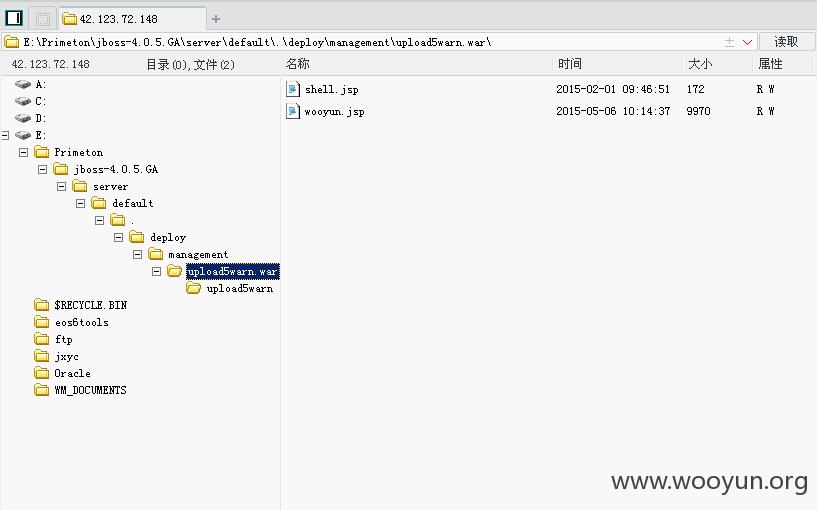 42.123.72.148
E:\Primeton\jboss-4.0.5.GA\server\default\.\deploy\management\upload5warn.war\
读取
42.123.72.148 目录(0),文件(2)
名称 时间 大小 属性
A:
C:
D:
E:
Primeton
jboss-4.0.5.GA
server
default
.
deploy
management
upload5warn.war
upload5warn
$RECYCLE.BIN
eos6tools
ftp
jxyc
Oracle
WM_DOCUMENTS
shell.jsp 2015-02-01 09:46:51 172 R W
wooyun.jsp 2015-05-06 10:14:37 9970 R W
www.wooyun.org